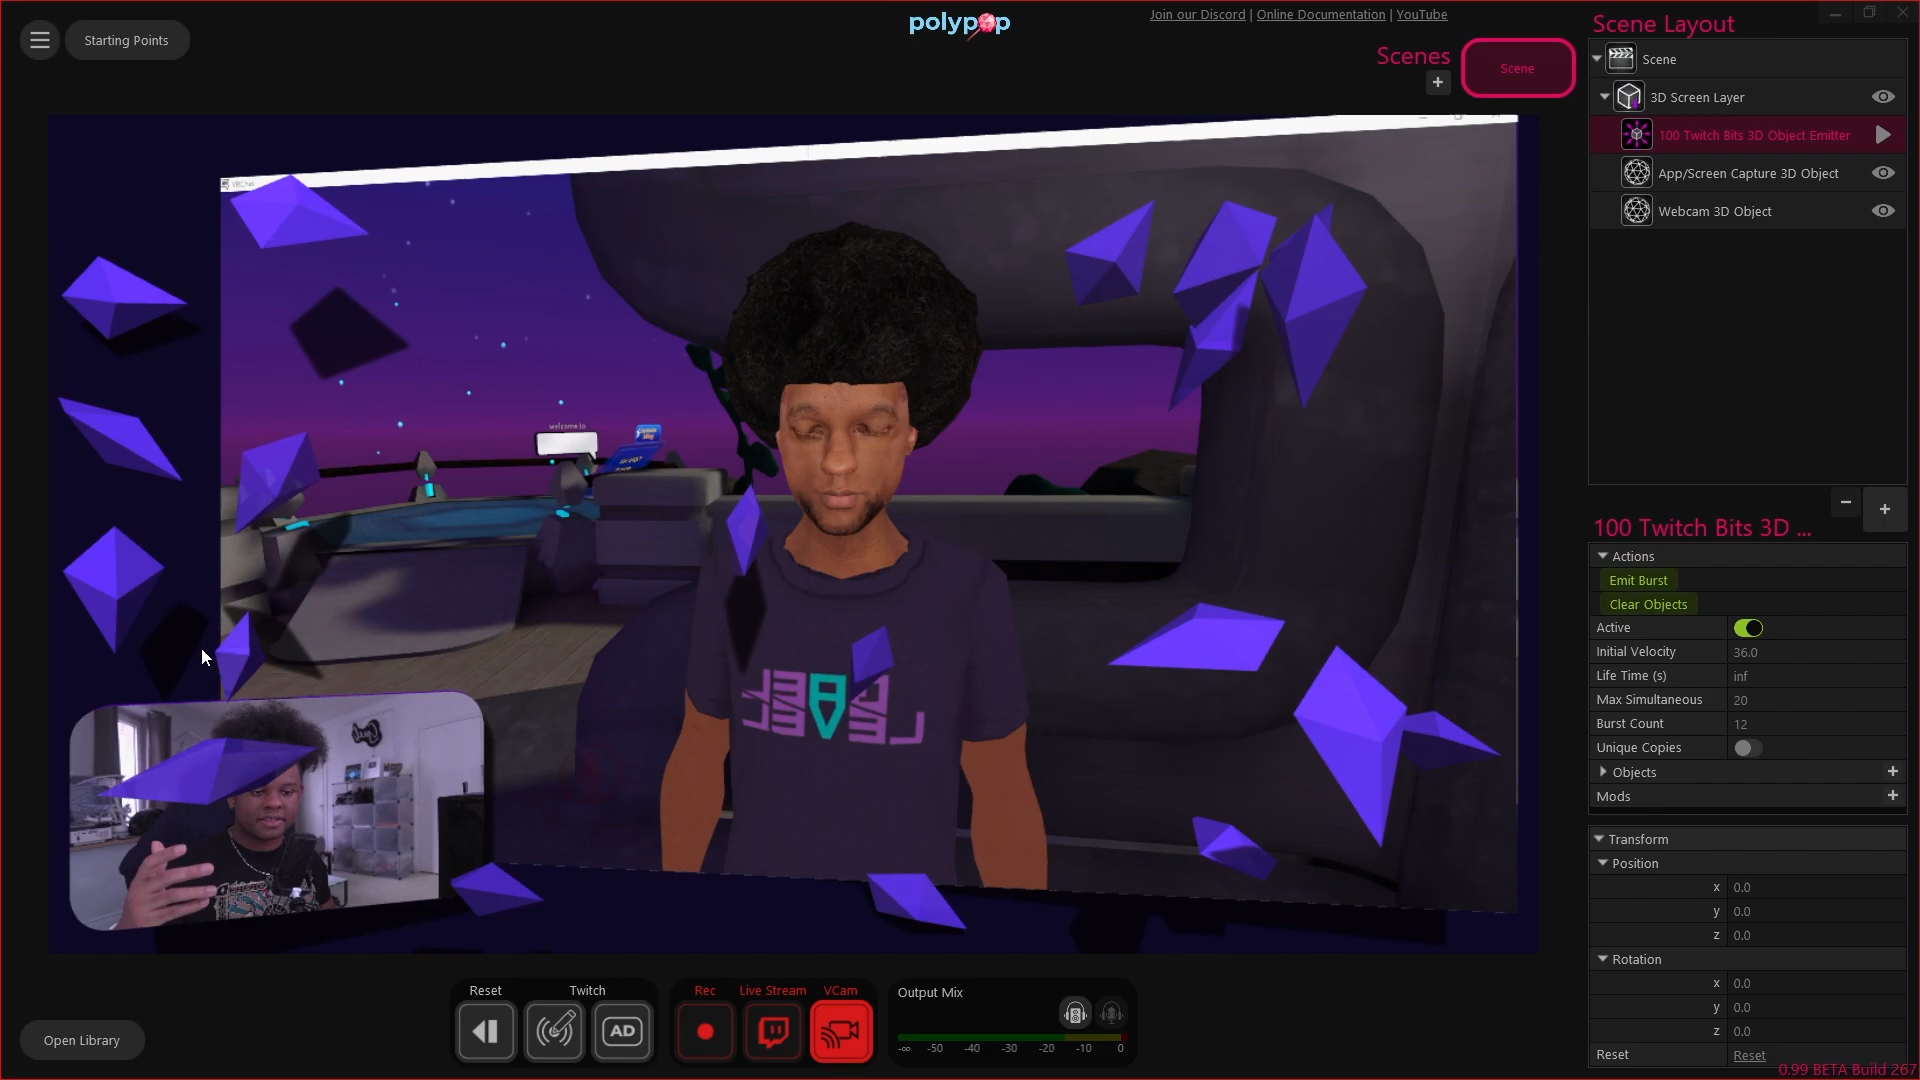 polypop
Join our Discord | Online Documentation | YouTube
Starting Points
Scenes
+
Scene
Scene Layout
Scene
3D Screen Layer
100 Twitch Bits 3D Object Emitter
App/Screen Capture 3D Object
Webcam 3D Object
- +
100 Twitch Bits 3D ...
Actions
Emit Burst
Clear Objects
Active
Initial Velocity 36.0
Life Time (s) inf
Max Simultaneous 20
Burst Count 12
Unique Copies
Objects +
Mods +
Transform
Position
x 0.0
y 0.0
z 0.0
Rotation
x 0.0
y 0.0
z 0.0
Reset Reset
0.99 BETA Build 267
welcome to
Reset Twitch
AD
Rec Live Stream VCam
Output Mix
-∞ -50 -40 -30 -20 -10 0
Open Library